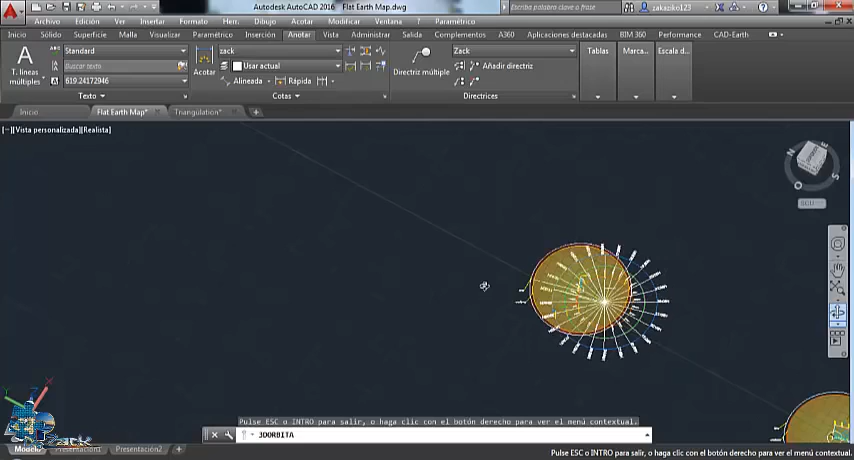 Autodesk AutoCAD 2016 Flat Earth Map.dwg
Escriba palabra clave o frase
zakaziko13
Archivo Edición Ver Insertar Formato Herr. Dibujo Acotar Modificar Ventana ? Paramétrico
Inicio Sólido Superficie Malla Visualizar Paramétrico Inserción Anotar Vista Administrar Salida Complementos A360 Aplicaciones destacadas BIM 360 Performance CAD-Earth
A
T. líneas
múltiples
Standard
Buscar texto
619.24172946
Texto
Acotar
zack
Usar actual
Alineada Rápida
Cotas
Directriz múltiple
Zack
Añadir directriz
Directrices
Tablas
Marca...
Escala d...
Inicio Flat Earth Map* Triangülation*
[−][Vista personalizada][Realista]
N
E
S
Pulse ESC o INTRO para salir, o haga clic con el botón derecho para ver el menú contextual.
3DORBITA
Zack
Modelo Presentación1 Presentación2
Pulse ESC o INTRO para salir, o haga clic con el botón derecho para ver el menú contextual.